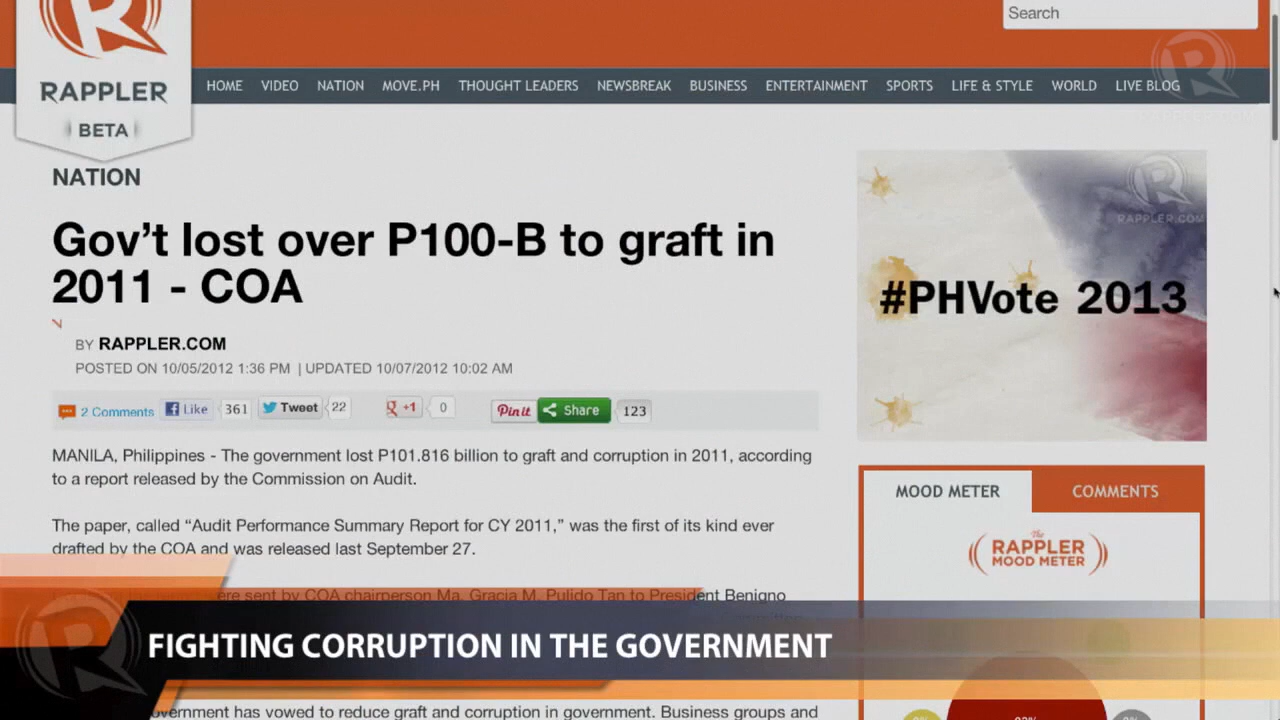 Search
RAPPLER
BETA
HOME VIDEO NATION MOVE.PH THOUGHT LEADERS NEWSBREAK BUSINESS ENTERTAINMENT SPORTS LIFE & STYLE WORLD LIVE BLOG
NATION
Gov't lost over P100-B to graft in
2011 - COA
BY RAPPLER.COM
POSTED ON 10/05/2012 1:36 PM | UPDATED 10/07/2012 10:02 AM
2 Comments Like 361 Tweet 22 +1 0 Pin it Share 123
MANILA, Philippines - The government lost P101.816 billion to graft and corruption in 2011, according
to a report released by the Commission on Audit.
The paper, called “Audit Performance Summary Report for CY 2011,” was the first of its kind ever
drafted by the COA and was released last September 27.
were sent by COA chairperson Ma. Gracia M. Pulido Tan to President Benigno
FIGHTING CORRUPTION IN THE GOVERNMENT
government has vowed to reduce graft and corruption in government. Business groups and
RAPPLER.COM
#PHVote 2013
MOOD METER COMMENTS
The
RAPPLER
MOOD METER